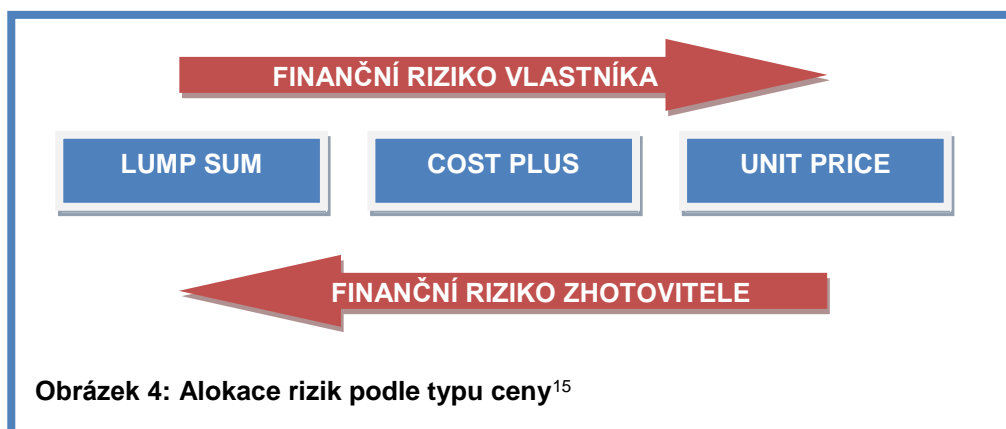 FINANČNÍ RIZIKO VLASTNÍKA
LUMP SUM COST PLUS UNIT PRICE
FINANČNÍ RIZIKO ZHOTOVITELE
Obrázek 4: Alokace rizik podle typu ceny15